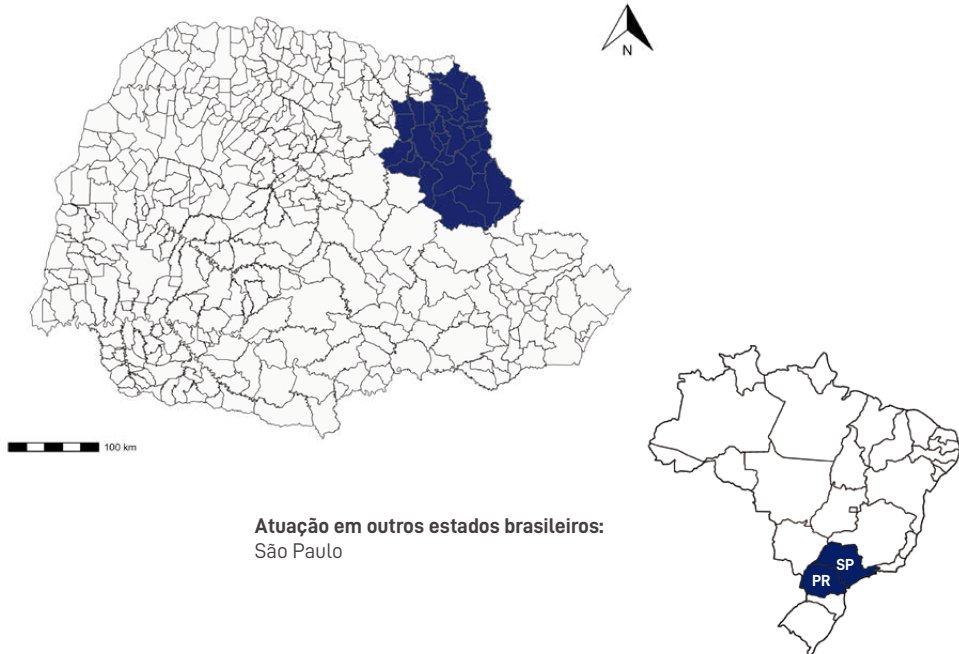 N
100 km
Atuação em outros estados brasileiros:
São Paulo
SP
PR